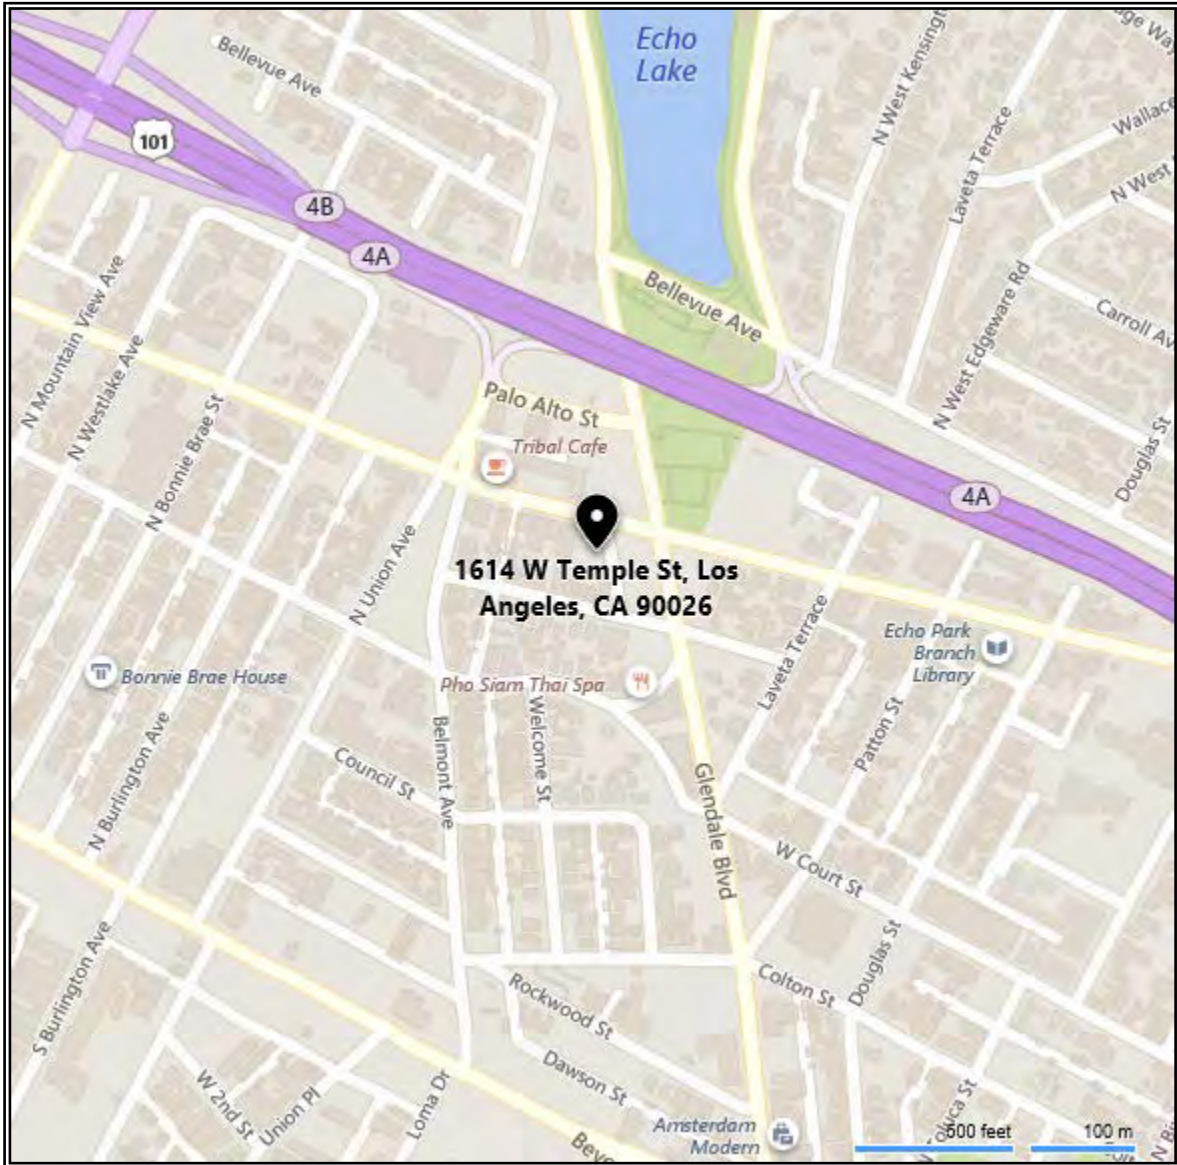 Echo
Lake
Bellevue Ave
N West Kensingt
Wallace
101
Laveta Terrace
N West
4B
4A
Bellevue Ave
N Mountain View Ave
N West Edgeware Rd
Carroll Av
N Westlake Ave
Palo Alto St
N Bonnie Brae St
Tribal Cafe
Douglas St
4A
N Union Ave
1614 W Temple St, Los
Angeles, CA 90026
Laveta Terrace
Echo Park
Branch
Library
Bonnie Brae House
Pho Siam Thai Spa
Patton St
Welcome St
Belmont Ave
N Burlington Ave
Council St
Glendale Blvd
W Court St
S Burlington Ave
Colton St
Douglas St
Rockwood St
Dawson St
W 2nd St
Union Pl
Loma Dr
Amsterdam
Modern
500 feet
100 m
Beve